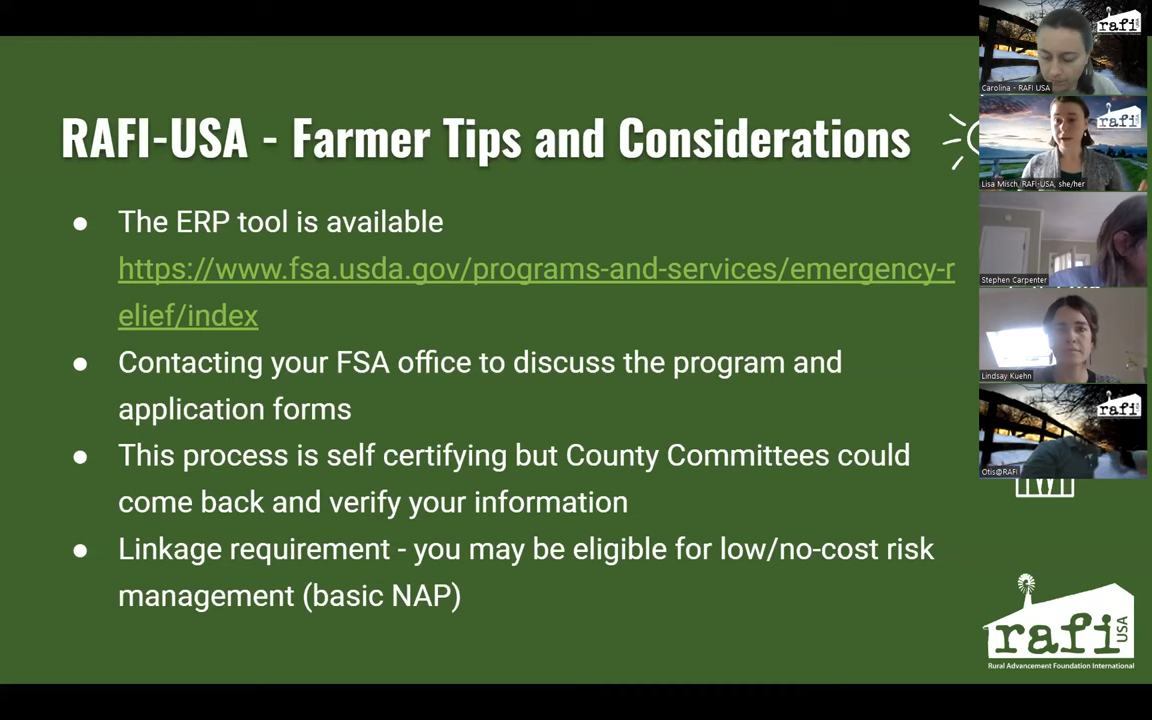 RAFI-USA - Farmer Tips and Considerations
● The ERP tool is available
https://www.fsa.usda.gov/programs-and-services/emergency-r
elief/index
● Contacting your FSA office to discuss the program and
application forms
● This process is self certifying but County Committees could
come back and verify your information
● Linkage requirement - you may be eligible for low/no-cost risk
management (basic NAP)
rafi
Carolina - RAFI USA
rafi
Lisa Misch, RAFI-USA, she/her
Stephen Carpenter
Lindsay Kuehn
rafi
Otis@RAFI
rafi USA
Rural Advancement Foundation International